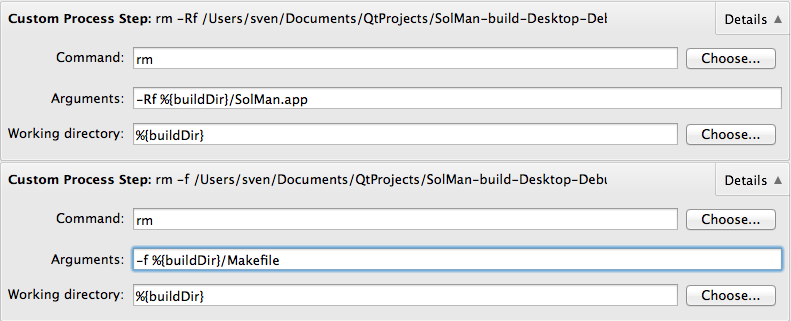 Custom Process Step: rm -Rf /Users/sven/Documents/QtProjects/SolMan-build-Desktop-Deb Details
Command: rm Choose...
Arguments: -Rf %{buildDir}/SolMan.app
Working directory: %{buildDir} Choose...
Custom Process Step: rm -f /Users/sven/Documents/QtProjects/SolMan-build-Desktop-Debu Details
Command: rm Choose...
Arguments: -f %{buildDir}/Makefile
Working directory: %{buildDir} Choose...